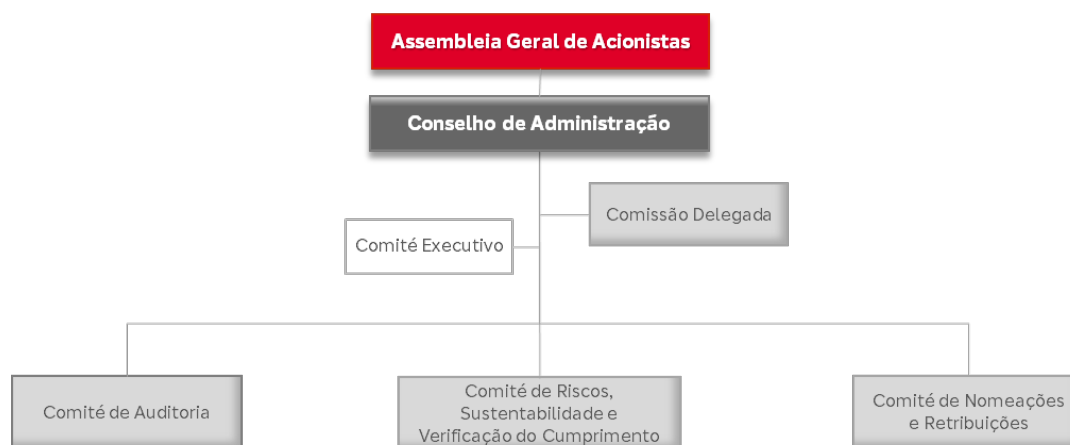 Assembleia Geral de Acionistas
Conselho de Administração
Comissão Delegada
Comité Executivo
Comité de Auditoria
Comité de Riscos,
Sustentabilidade e
Verificação do Cumprimento
Comité de Nomeações
e Retribuições